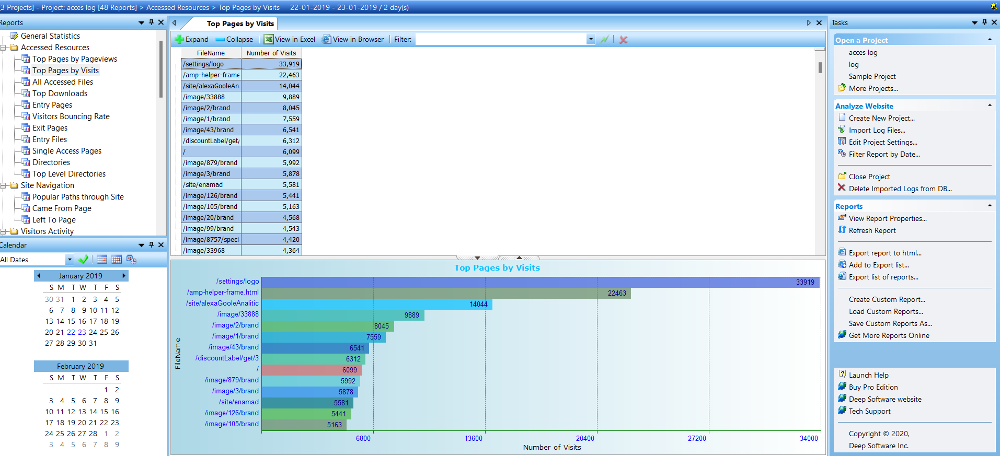 [3 Projects] - Project: acces log [48 Reports] > Accessed Resources > Top Pages by Visits 22-01-2019 - 23-01-2019 / 2 day(s)
Reports
General Statistics
Accessed Resources
Top Pages by Pageviews
Top Pages by Visits
All Accessed Files
Top Downloads
Entry Pages
Visitors Bouncing Rate
Exit Pages
Entry Files
Single Access Pages
Directories
Top Level Directories
Site Navigation
Popular Paths through Site
Came From Page
Left To Page
Visitors Activity
Calendar
All Dates
January 2019
S M T W T F S
30 31 1 2 3 4 5
6 7 8 9 10 11 12
13 14 15 16 17 18 19
20 21 22 23 24 25 26
27 28 29 30 31
February 2019
S M T W T F S
1 2
3 4 5 6 7 8 9
10 11 12 13 14 15 16
17 18 19 20 21 22 23
24 25 26 27 28 1 2
3 4 5 6 7 8 9
Top Pages by Visits
Expand Collapse View in Excel View in Browser Filter:
FileName Number of Visits
/settings/logo 33,919
/amp-helper-frame 22,463
/site/alexaGooleAn 14,044
/image/33888 9,889
/image/2/brand 8,045
/image/1/brand 7,559
/image/43/brand 6,541
/discountLabel/get/ 6,312
/ 6,099
/image/879/brand 5,992
/image/3/brand 5,878
/site/enamad 5,581
/image/126/brand 5,441
/image/105/brand 5,163
/image/20/brand 4,568
/image/99/brand 4,543
/image/8757/speci 4,420
/image/33968 4,364
Top Pages by Visits
FileName
/settings/logo 33919
/amp-helper-frame.html 22463
/site/alexaGooleAnalitic 14044
/image/33888 9889
/image/2/brand 8045
/image/1/brand 7559
/image/43/brand 6541
/discountLabel/get/3 6312
/ 6099
/image/879/brand 5992
/image/3/brand 5878
/site/enamad 5581
/image/126/brand 5441
/image/105/brand 5163
6800 13600 20400 27200 34000
Number of Visits
Tasks
Open a Project
acces log
log
Sample Project
More Projects...
Analyze Website
Create New Project...
Import Log Files...
Edit Project Settings...
Filter Report by Date...
Close Project
Delete Imported Logs from DB...
Reports
View Report Properties...
Refresh Report
Export report to html...
Add to Export list...
Export list of reports...
Create Custom Report...
Load Custom Reports...
Save Custom Reports As...
Get More Reports Online
Launch Help
Buy Pro Edition
Deep Software website
Tech Support
Copyright © 2020,
Deep Software Inc.